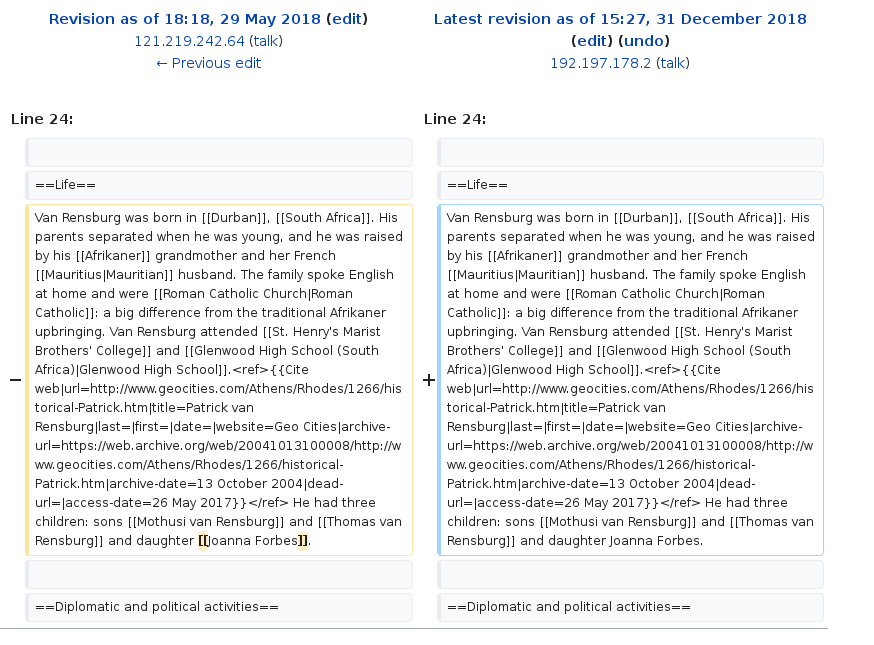 Revision as of 18:18, 29 May 2018 (edit)
121.219.242.64 (talk)
← Previous edit
Latest revision as of 15:27, 31 December 2018
(edit) (undo)
192.197.178.2 (talk)
Line 24:
==Life==
− Van Rensburg was born in [[Durban]], [[South Africa]]. His
parents separated when he was young, and he was raised
by his [[Afrikaner]] grandmother and her French
[[Mauritius|Mauritian]] husband. The family spoke English
at home and were [[Roman Catholic Church|Roman
Catholic]]: a big difference from the traditional Afrikaner
upbringing. Van Rensburg attended [[St. Henry's Marist
Brothers' College]] and [[Glenwood High School (South
Africa)|Glenwood High School]].<ref>{{Cite
web|url=http://www.geocities.com/Athens/Rhodes/1266/his
torical-Patrick.htm|title=Patrick van
Rensburg|last=|first=|date=|website=Geo Cities|archive-
url=https://web.archive.org/web/20041013100008/http://w
ww.geocities.com/Athens/Rhodes/1266/historical-
Patrick.htm|archive-date=13 October 2004|dead-
url=|access-date=26 May 2017}}</ref> He had three
children: sons [[Mothusi van Rensburg]] and [[Thomas van
Rensburg]] and daughter [[Joanna Forbes]].
==Diplomatic and political activities==
Line 24:
==Life==
+ Van Rensburg was born in [[Durban]], [[South Africa]]. His
parents separated when he was young, and he was raised
by his [[Afrikaner]] grandmother and her French
[[Mauritius|Mauritian]] husband. The family spoke English
at home and were [[Roman Catholic Church|Roman
Catholic]]: a big difference from the traditional Afrikaner
upbringing. Van Rensburg attended [[St. Henry's Marist
Brothers' College]] and [[Glenwood High School (South
Africa)|Glenwood High School]].<ref>{{Cite
web|url=http://www.geocities.com/Athens/Rhodes/1266/his
torical-Patrick.htm|title=Patrick van
Rensburg|last=|first=|date=|website=Geo Cities|archive-
url=https://web.archive.org/web/20041013100008/http://w
ww.geocities.com/Athens/Rhodes/1266/historical-
Patrick.htm|archive-date=13 October 2004|dead-
url=|access-date=26 May 2017}}</ref> He had three
children: sons [[Mothusi van Rensburg]] and [[Thomas van
Rensburg]] and daughter Joanna Forbes.
==Diplomatic and political activities==